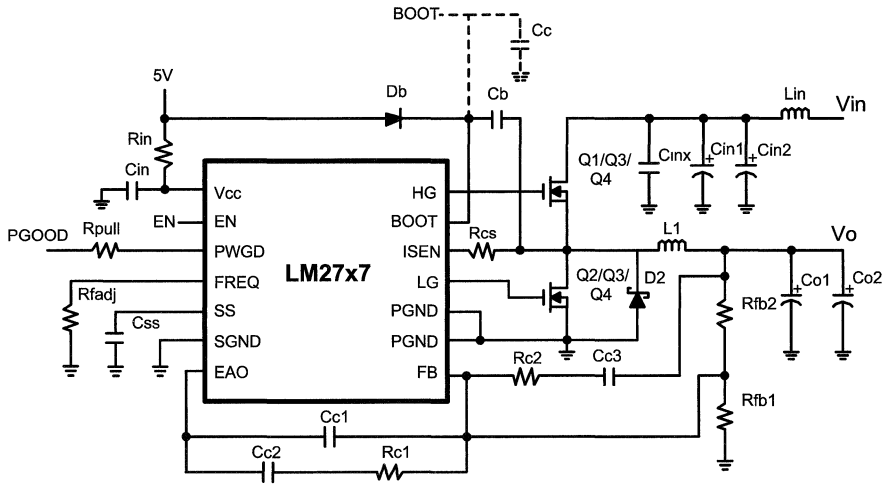 BOOT
Cc
5V
Db
Cb
Lin
Vin
Rin
Cin
Vcc
HG
Q1/Q3/
Q4
Cınx
Cin1
Cin2
EN
EN
BOOT
PGOOD
Rpull
PWGD
ISEN
Rcs
L1
Vo
LM27x7
FREQ
LG
Q2/Q3/
Q4
D2
Rfadj
Css
SS
PGND
Rfb2
Co1
Co2
SGND
PGND
EAO
FB
Rc2
Cc3
Rfb1
Cc1
Cc2
Rc1